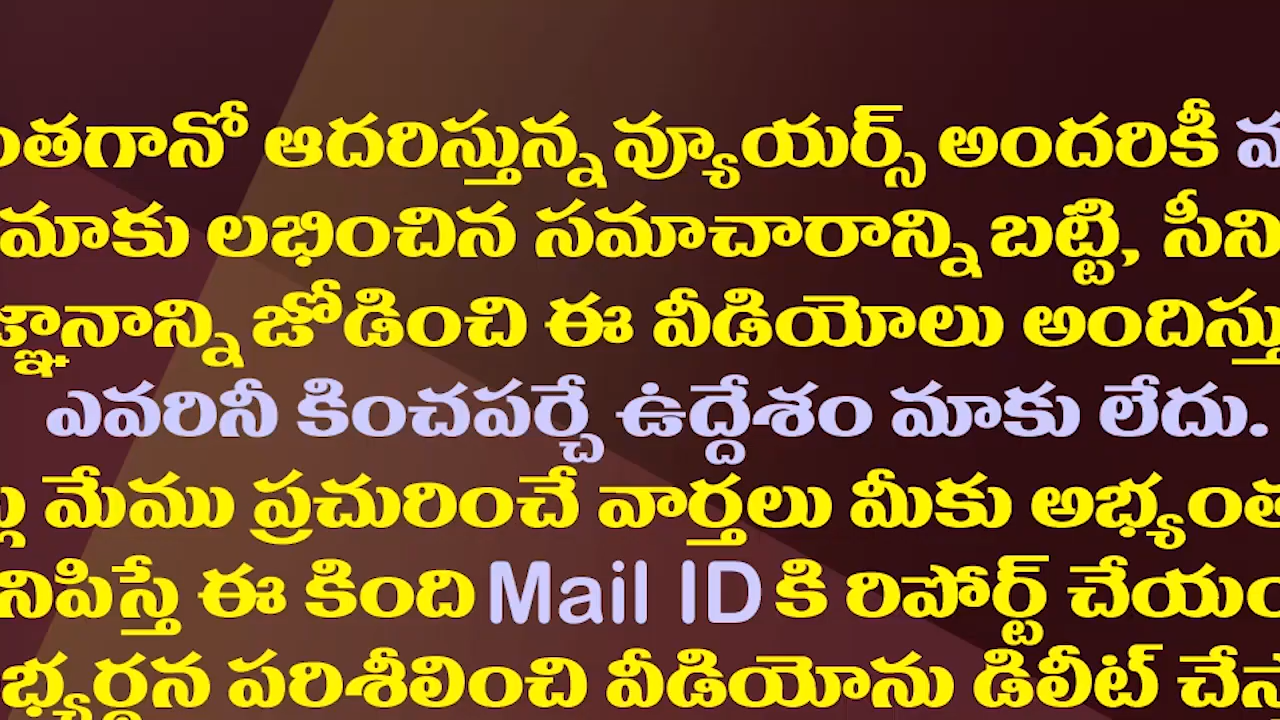 ంతగానో ఆదరిస్తున్న వ్యూయర్స్ అందరికీ
మాకు లభించిన సమాచారాన్ని బట్టి, సీని
జ్ఞానాన్ని జోడించి ఈ వీడియోలు అందిస్తు
ఎవరినీ కించపర్చే ఉద్దేశం మాకు లేదు.
మేము ప్రచురించే వార్తలు మీకు అభ్యంత
నిపిస్తే ఈ కింది Mail ID కి రిపోర్ట్ చేయం
భ్యర్థన పరిశీలించి వీడియోను డిలీట్ చేస